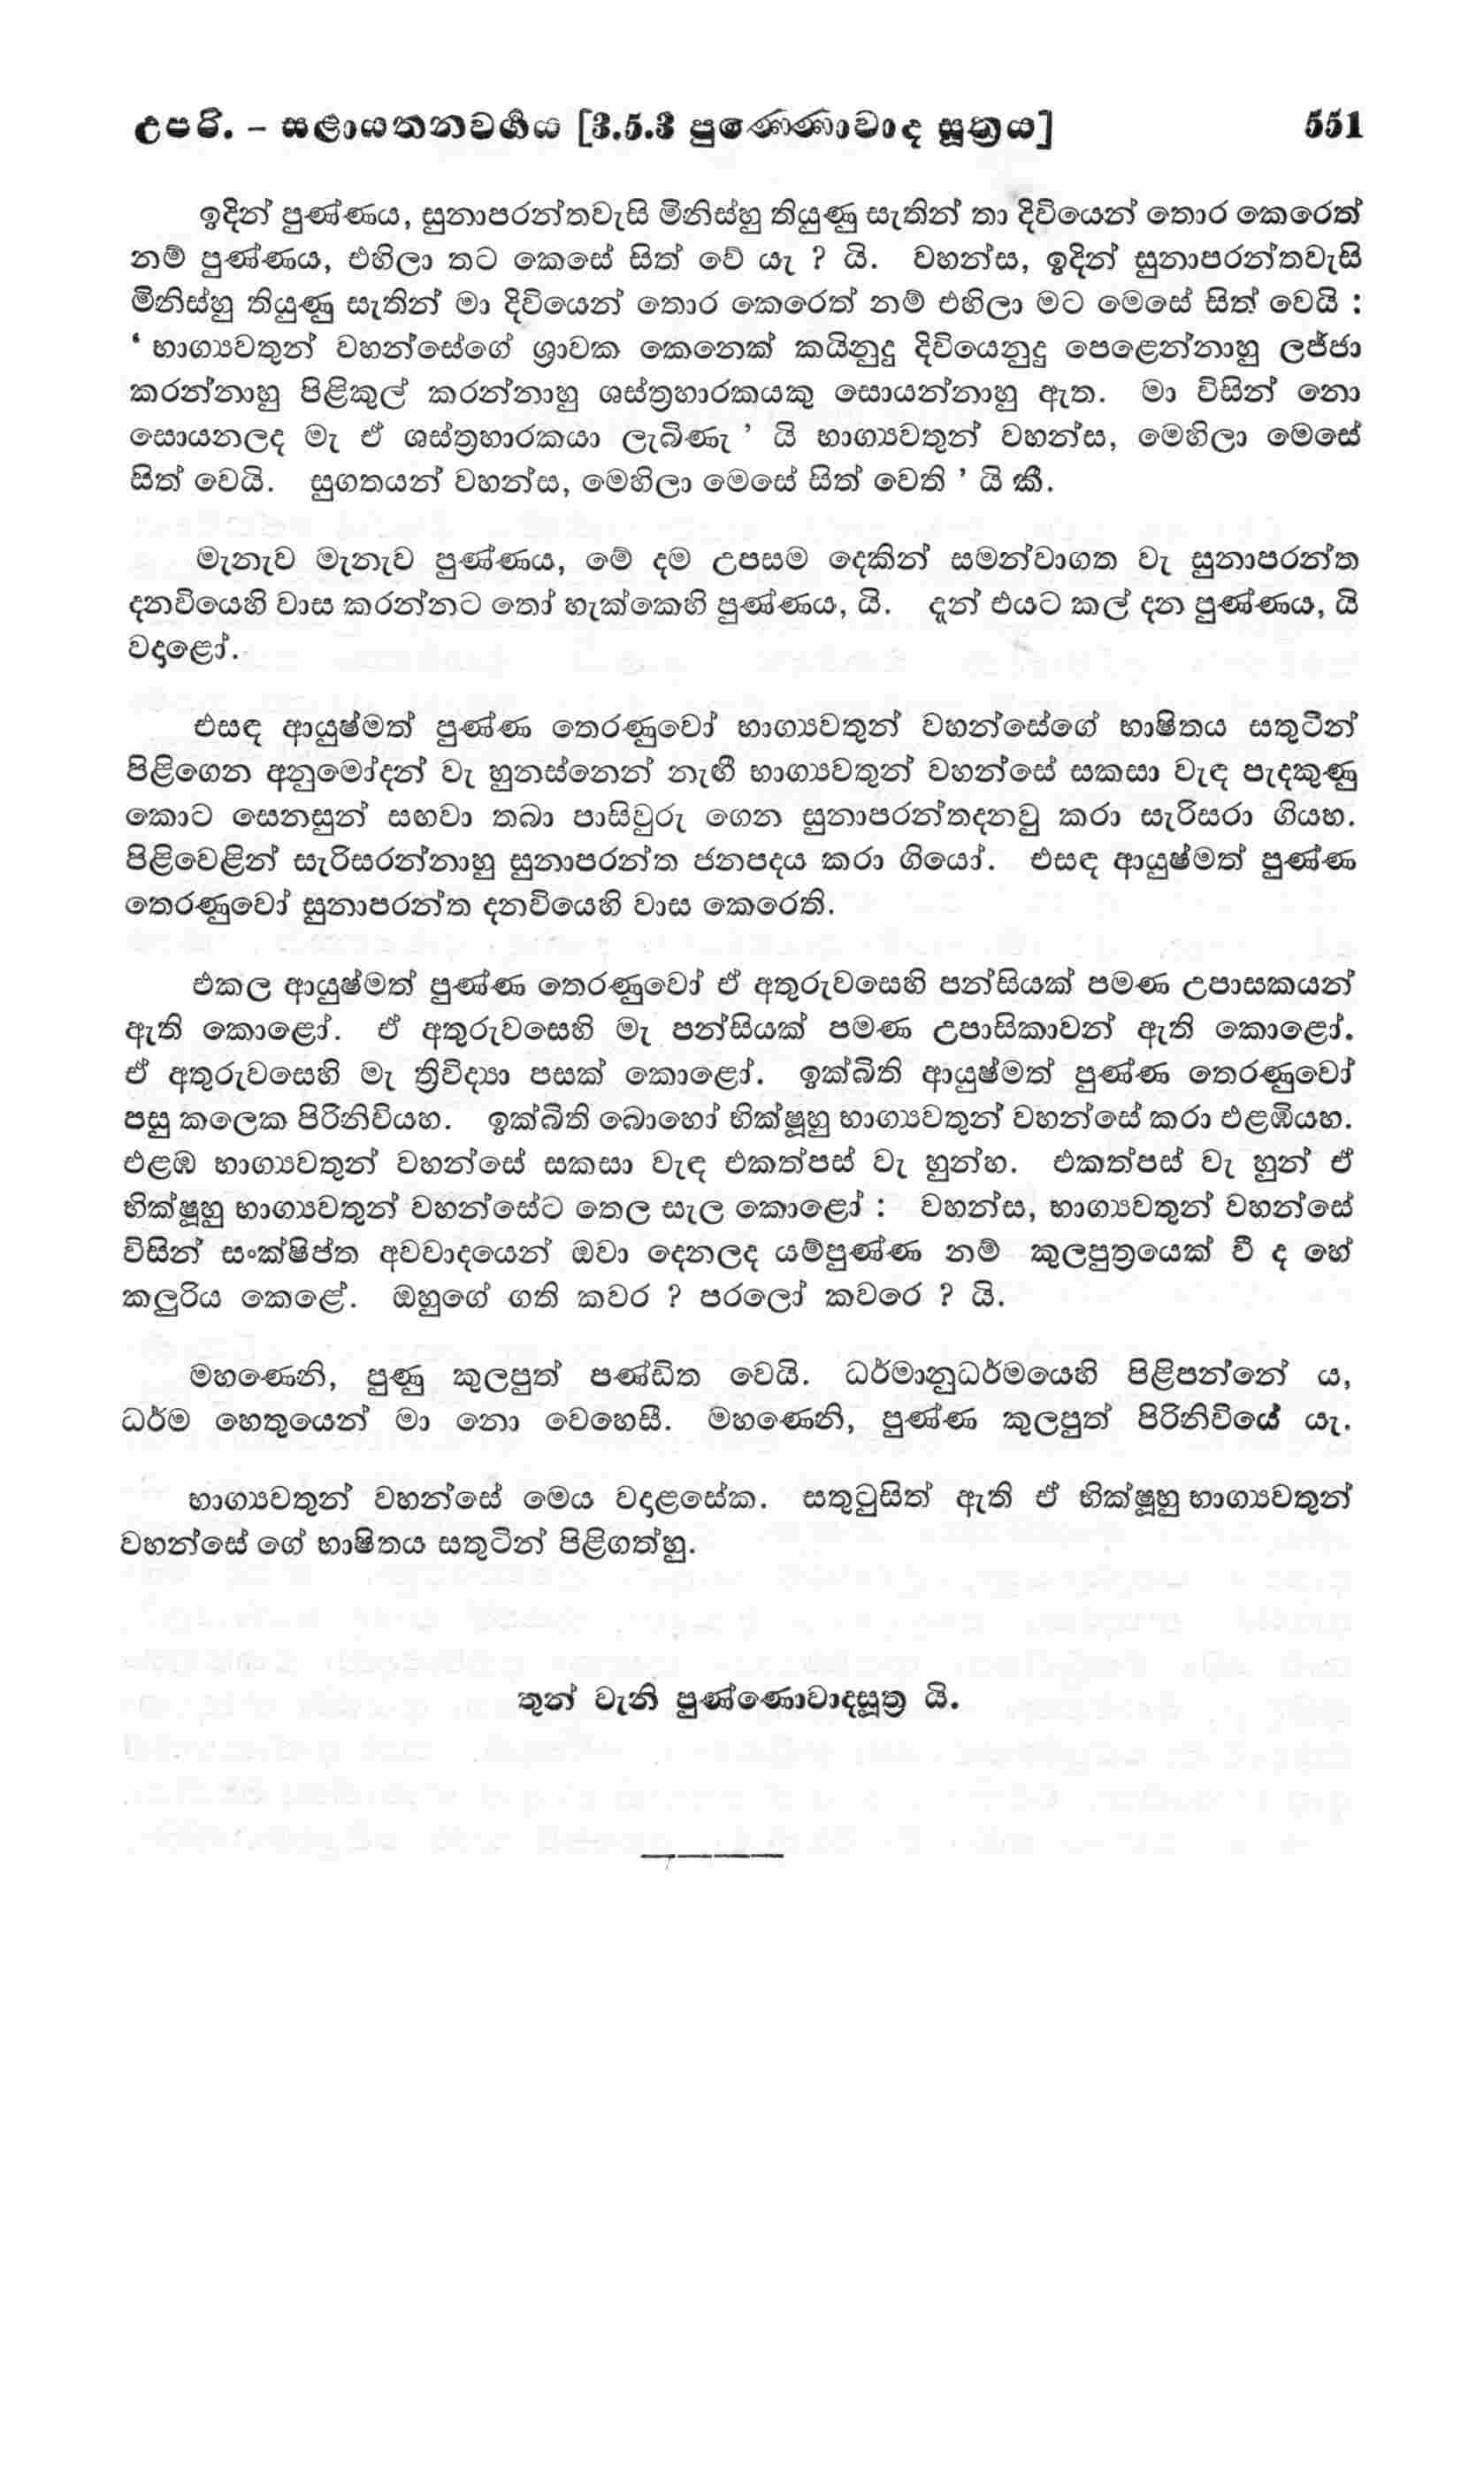 උපරි. – සළායතනවර්‍ගය [3.5.3 පුණ්ණොවාද සූත්‍රය] 551
ඉදින් පුණ්ණය, සුනාපරන්තවැසි මිනිස්හු තියුණු සැතින් තා දිවියෙන් තොර කෙරෙත්
නම් පුණ්ණය, එහිලා තට කෙසේ සිත් වේ යැ ? යි. වහන්ස, ඉදින් සුනාපරන්තවැසි
මිනිස්හු තියුණු සැතින් මා දිවියෙන් තොර කෙරෙත් නම් එහිලා මට මෙසේ සිත් වෙයි :
‘ භාග්‍යවතුන් වහන්සේගේ ශ්‍රාවක කෙනෙක් කයිනුදු දිවියෙනුදු පෙළෙන්නාහු ලජ්ජා
කරන්නාහු පිළිකුල් කරන්නාහු ශස්ත්‍රහාරකයකු සොයන්නාහු ඇත. මා විසින් නො
සොයනලද මැ ඒ ශස්ත්‍රහාරකයා ලැබිණැ ’ යි භාග්‍යවතුන් වහන්ස, මෙහිලා මෙසේ
සිත් වෙයි. සුගතයන් වහන්ස, මෙහිලා මෙසේ සිත් වෙති ’ යි කී.
මැනැව මැනැව පුණ්ණය, මේ දම උපසම දෙකින් සමන්වාගත වැ සුනාපරන්ත
දනවියෙහි වාස කරන්නට තෝ හැක්කෙහි පුණ්ණය, යි. දැන් එයට කල් දන පුණ්ණය, යි
වදාළෝ.
එසඳ ආයුෂ්මත් පුණ්ණ තෙරණුවෝ භාග්‍යවතුන් වහන්සේගේ භාෂිතය සතුටින්
පිළිගෙන අනුමෝදන් වැ හුනස්නෙන් නැඟී භාග්‍යවතුන් වහන්සේ සකසා වැඳ පැදකුණු
කොට සෙනසුන් සඟවා තබා පාසිවුරු ගෙන සුනාපරන්තදනවු කරා සැරිසරා ගියහ.
පිළිවෙළින් සැරිසරන්නාහු සුනාපරන්ත ජනපදය කරා ගියෝ. එසඳ ආයුෂ්මත් පුණ්ණ
තෙරණුවෝ සුනාපරන්ත දනවියෙහි වාස කෙරෙති.
එකල ආයුෂ්මත් පුණ්ණ තෙරණුවෝ ඒ අතුරුවසෙහි පන්සියක් පමණ උපාසකයන්
ඇති කොළෝ. ඒ අතුරුවසෙහි මැ පන්සියක් පමණ උපාසිකාවන් ඇති කොළෝ.
ඒ අතුරුවසෙහි මැ ත්‍රිවිද්‍යා පසක් කොළෝ. ඉක්බිති ආයුෂ්මත් පුණ්ණ තෙරණුවෝ
පසු කලෙක පිරිනිවියහ. ඉක්බිති බොහෝ භික්ෂූහු භාග්‍යවතුන් වහන්සේ කරා එළඹියහ.
එළඹ භාග්‍යවතුන් වහන්සේ සකසා වැඳ එකත්පස් වැ හුන්හ. එකත්පස් වැ හුන් ඒ
භික්ෂූහු භාග්‍යවතුන් වහන්සේට තෙල සැල කොළෝ : වහන්ස, භාග්‍යවතුන් වහන්සේ
විසින් සංක්ෂිප්ත අවවාදයෙන් ඔවා දෙනලද යම්පුණ්ණ නම් කුලපුත්‍රයෙක් වී ද හේ
කලුරිය කෙළේ. ඔහුගේ ගති කවර ? පරලෝ කවරෙ ? යි.
මහණෙනි, පුණු කුලපුත් පණ්ඩිත වෙයි. ධර්මානුධර්මයෙහි පිළිපන්නේ ය,
ධර්ම හෙතුයෙන් මා නො වෙහෙසී. මහණෙනි, පුණ්ණ කුලපුත් පිරිනිවියේ යැ.
භාග්‍යවතුන් වහන්සේ මෙය වදාළසේක. සතුටුසිත් ඇති ඒ භික්ෂූහු භාග්‍යවතුන්
වහන්සේ ගේ භාෂිතය සතුටින් පිළිගත්හු.
තුන් වැනි පුණ්ණොවාදසූත්‍ර යි.